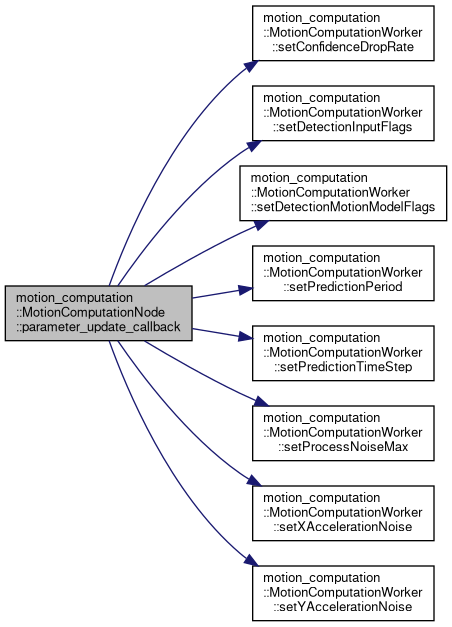 motion_computation
::MotionComputationNode
::parameter_update_callback
motion_computation
::MotionComputationWorker
::setConfidenceDropRate
motion_computation
::MotionComputationWorker
::setDetectionInputFlags
motion_computation
::MotionComputationWorker
::setDetectionMotionModelFlags
motion_computation
::MotionComputationWorker
::setPredictionPeriod
motion_computation
::MotionComputationWorker
::setPredictionTimeStep
motion_computation
::MotionComputationWorker
::setProcessNoiseMax
motion_computation
::MotionComputationWorker
::setXAccelerationNoise
motion_computation
::MotionComputationWorker
::setYAccelerationNoise